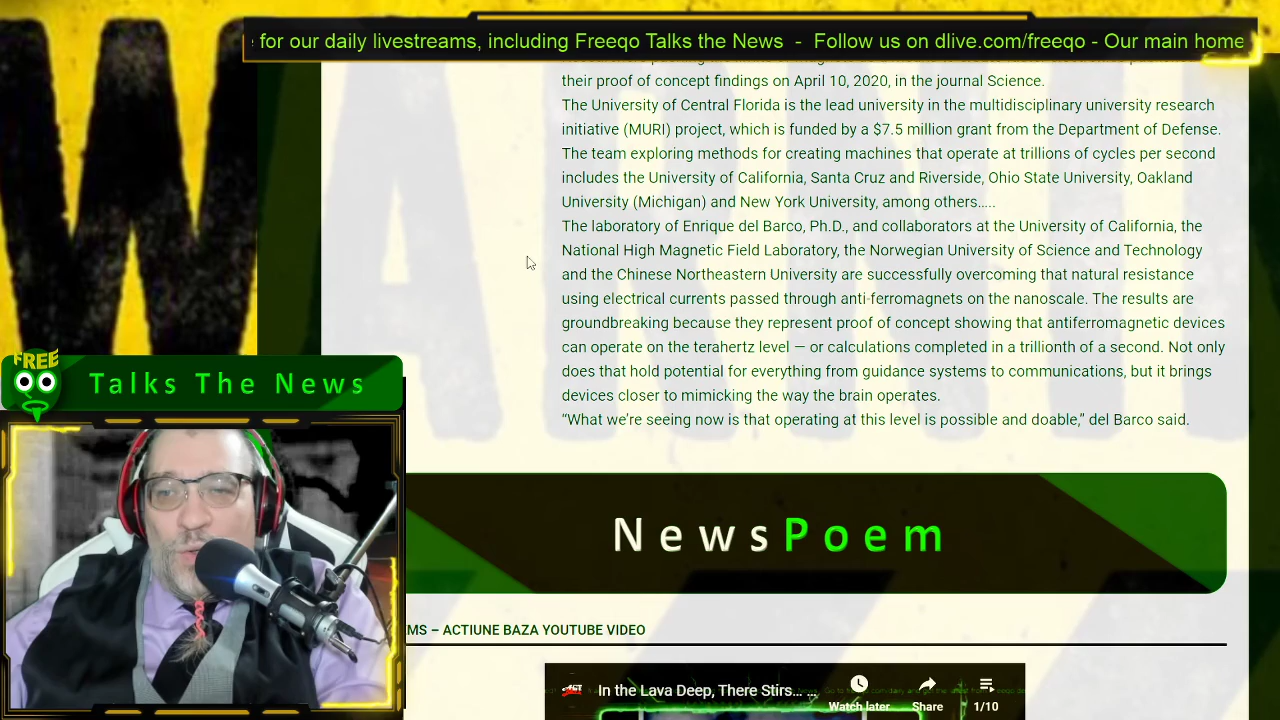 for our daily livestreams, including Freeqo Talks the News - Follow us on dlive.com/freeqo - Our main home
their proof of concept findings on April 10, 2020, in the journal Science.
The University of Central Florida is the lead university in the multidisciplinary university research
initiative (MURI) project, which is funded by a $7.5 million grant from the Department of Defense.
The team exploring methods for creating machines that operate at trillions of cycles per second
includes the University of California, Santa Cruz and Riverside, Ohio State University, Oakland
University (Michigan) and New York University, among others…..
The laboratory of Enrique del Barco, Ph.D., and collaborators at the University of California, the
National High Magnetic Field Laboratory, the Norwegian University of Science and Technology
and the Chinese Northeastern University are successfully overcoming that natural resistance
using electrical currents passed through anti-ferromagnets on the nanoscale. The results are
groundbreaking because they represent proof of concept showing that antiferromagnetic devices
can operate on the terahertz level — or calculations completed in a trillionth of a second. Not only
does that hold potential for everything from guidance systems to communications, but it brings
devices closer to mimicking the way the brain operates.
“What we’re seeing now is that operating at this level is possible and doable,” del Barco said.
FREE
Talks The News
NewsPoem
MS – ACTIUNE BAZA YOUTUBE VIDEO
In the Lava Deep, There Stirs... ...
Watch later
Share
1/10